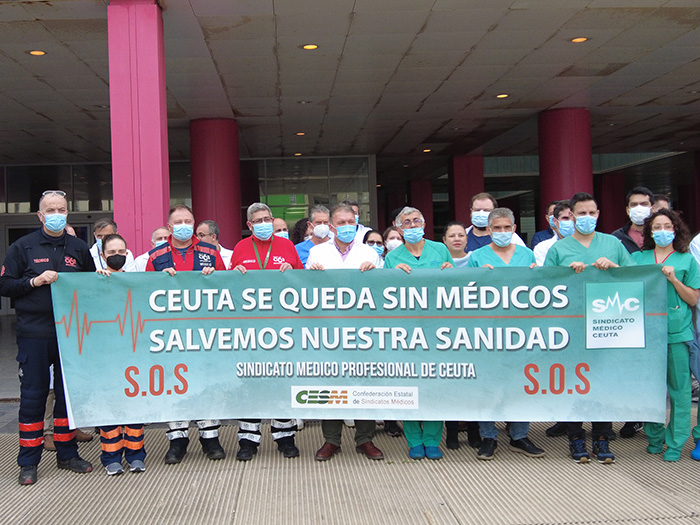 CEUTA SE QUEDA SIN MÉDICOS
SALVEMOS NUESTRA SANIDAD
SMC
SINDICATO
MÉDICO
CEUTA
S.O.S
SINDICATO MEDICO PROFESIONAL DE CEUTA
S.O.S
CESM
Confederación Estatal
de Sindicatos Médicos
TÉCNICO